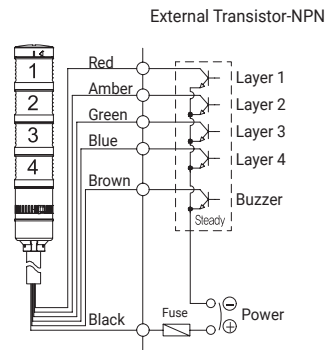 External Transistor-NPN
1
2
3
4
Red
Amber
Green
Blue
Brown
Black
Layer 1
Layer 2
Layer 3
Layer 4
Buzzer
Steady
Fuse
Power